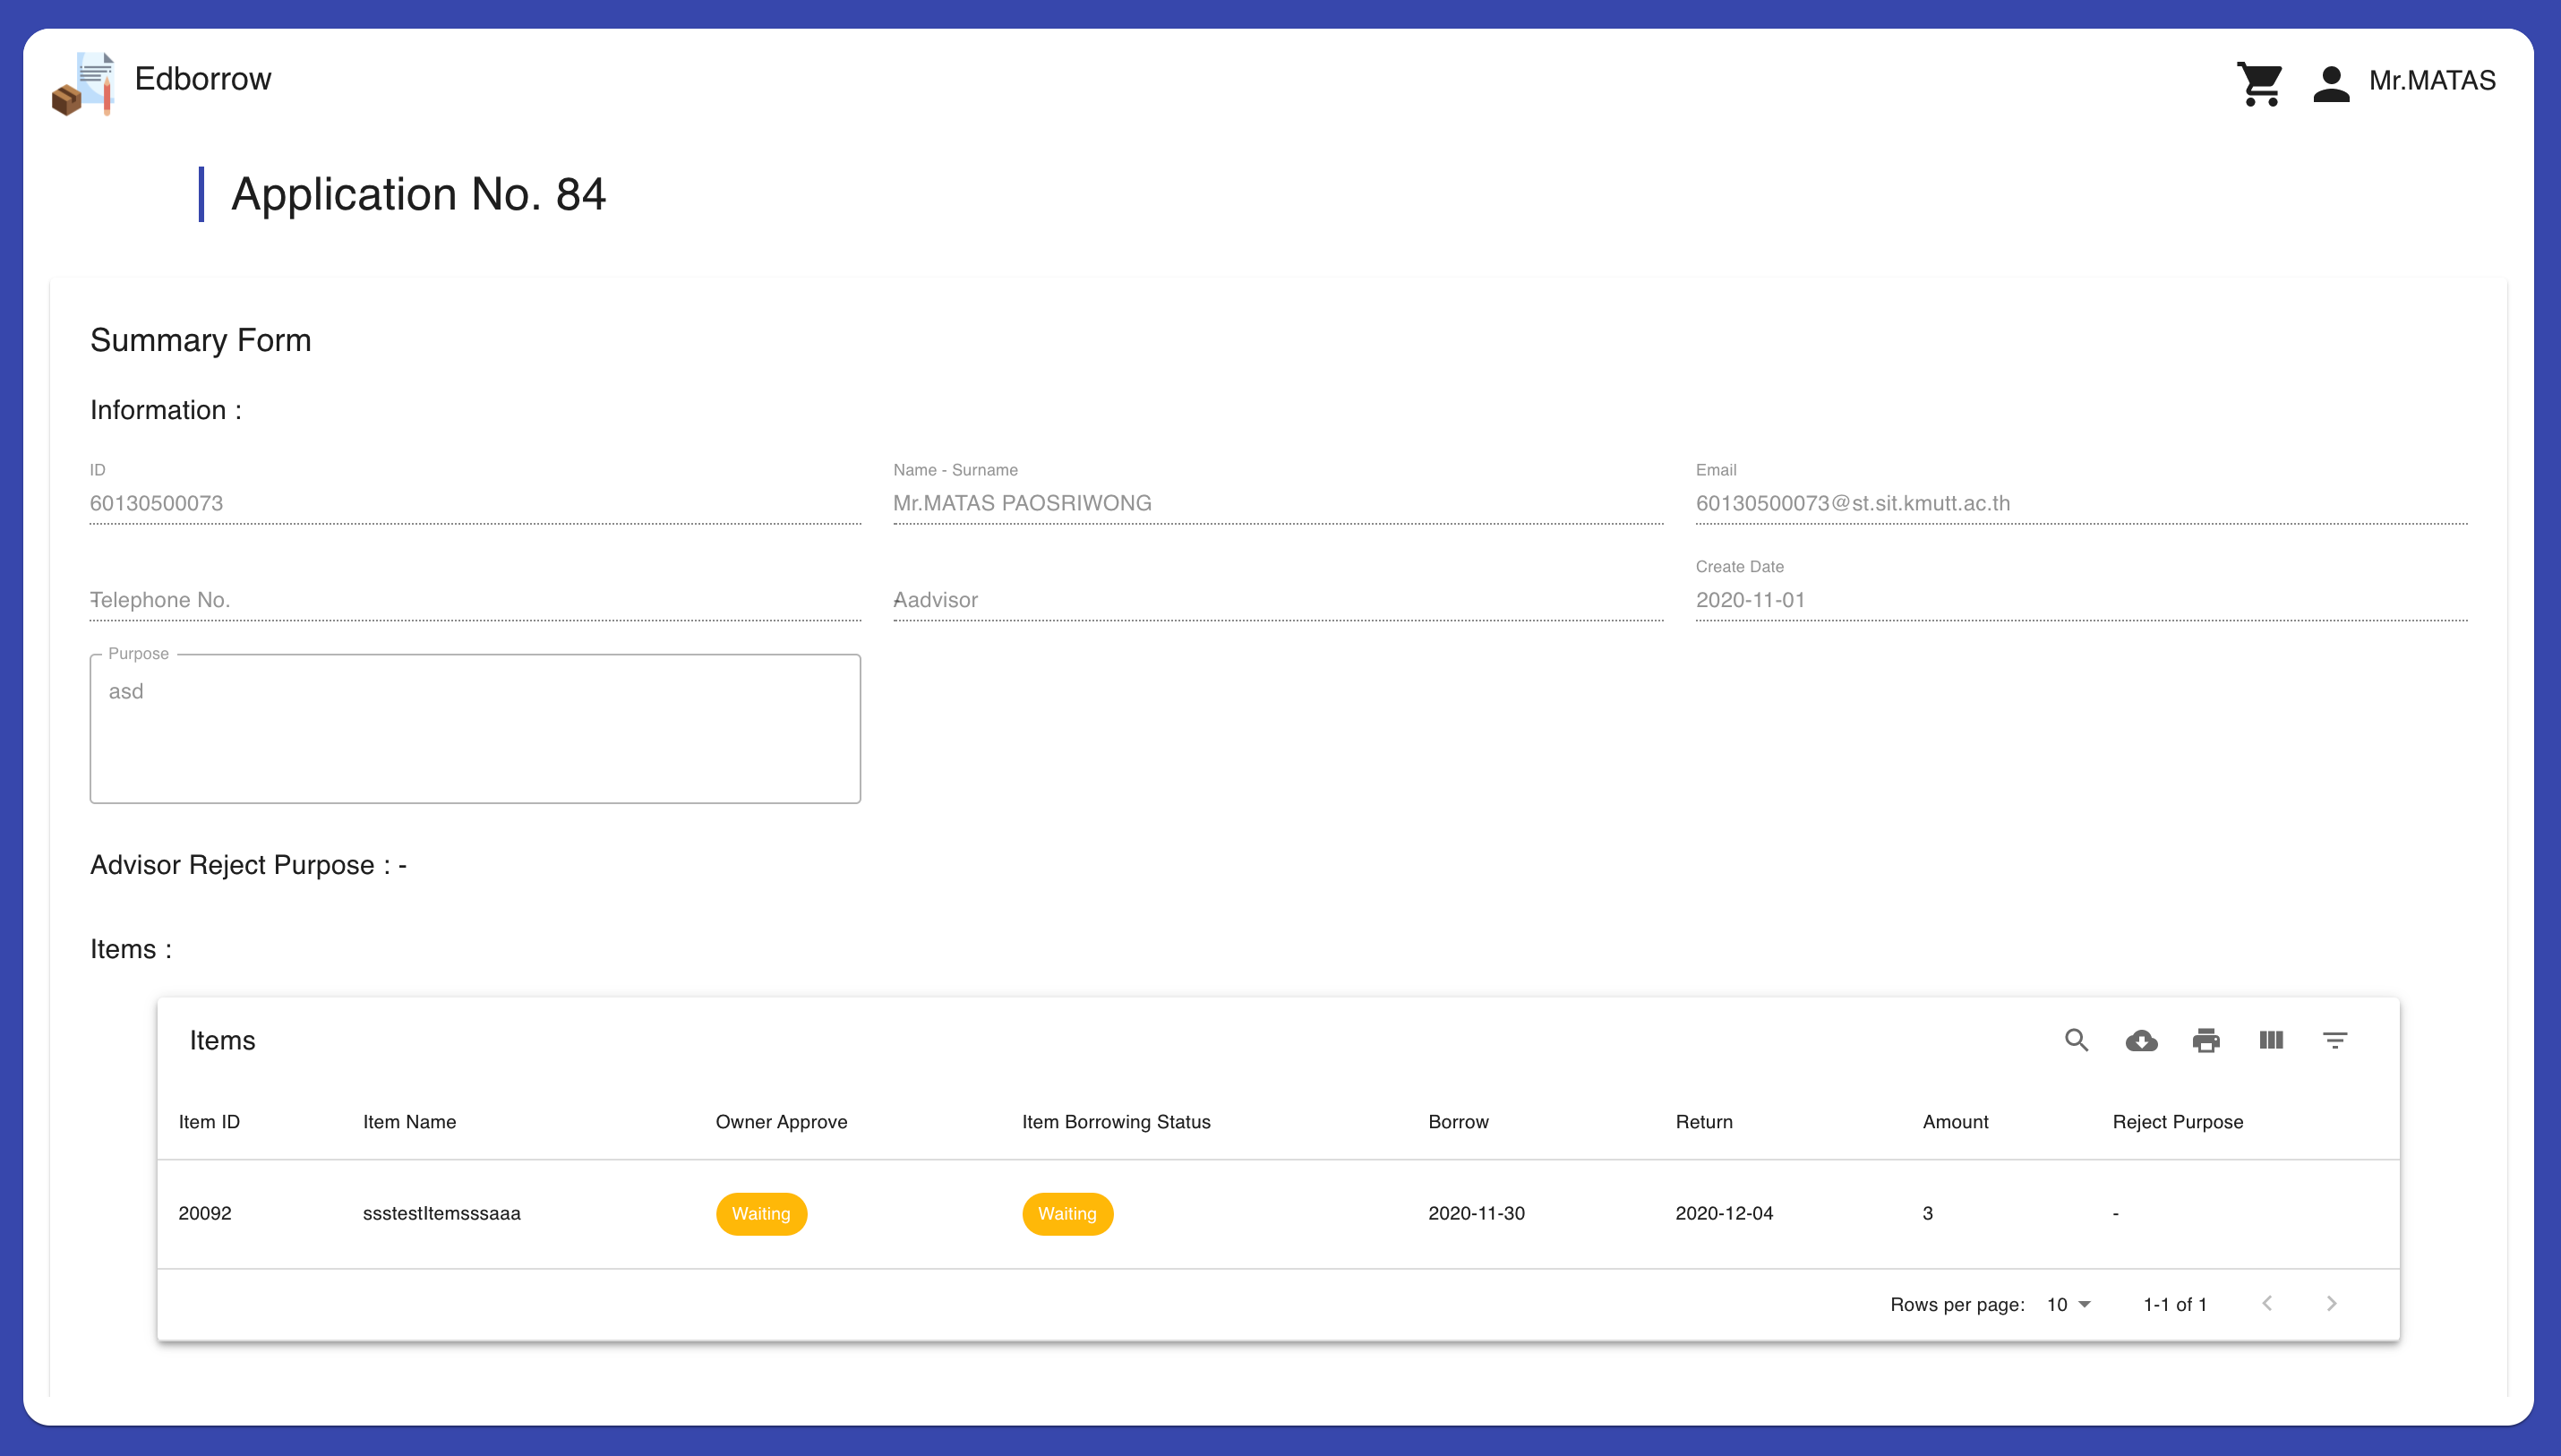 Edborrow
Mr.MATAS
Application No. 84
Summary Form
Information :
ID
Name - Surname
Email
60130500073
Mr.MATAS PAOSRIWONG
60130500073@st.sit.kmutt.ac.th
Create Date
Telephone No.
Aadvisor
2020-11-01
Purpose
asd
Advisor Reject Purpose : -
Items :
Items
Item ID
Item Name
Owner Approve
Item Borrowing Status
Borrow
Return
Amount
Reject Purpose
20092
ssstestItemsssaaa
Waiting
Waiting
2020-11-30
2020-12-04
3
-
Rows per page:
10
1-1 of 1